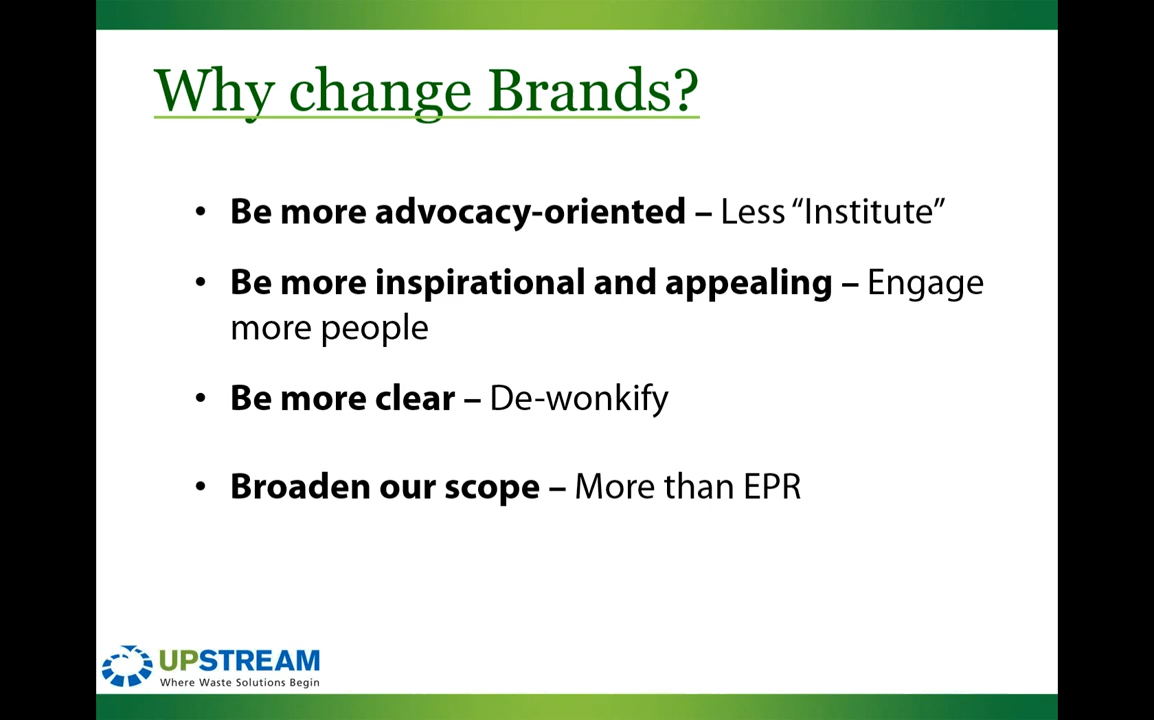 Why change Brands?
• Be more advocacy-oriented – Less “Institute”
• Be more inspirational and appealing – Engage
more people
• Be more clear – De-wonkify
• Broaden our scope – More than EPR
UPSTREAM
Where Waste Solutions Begin